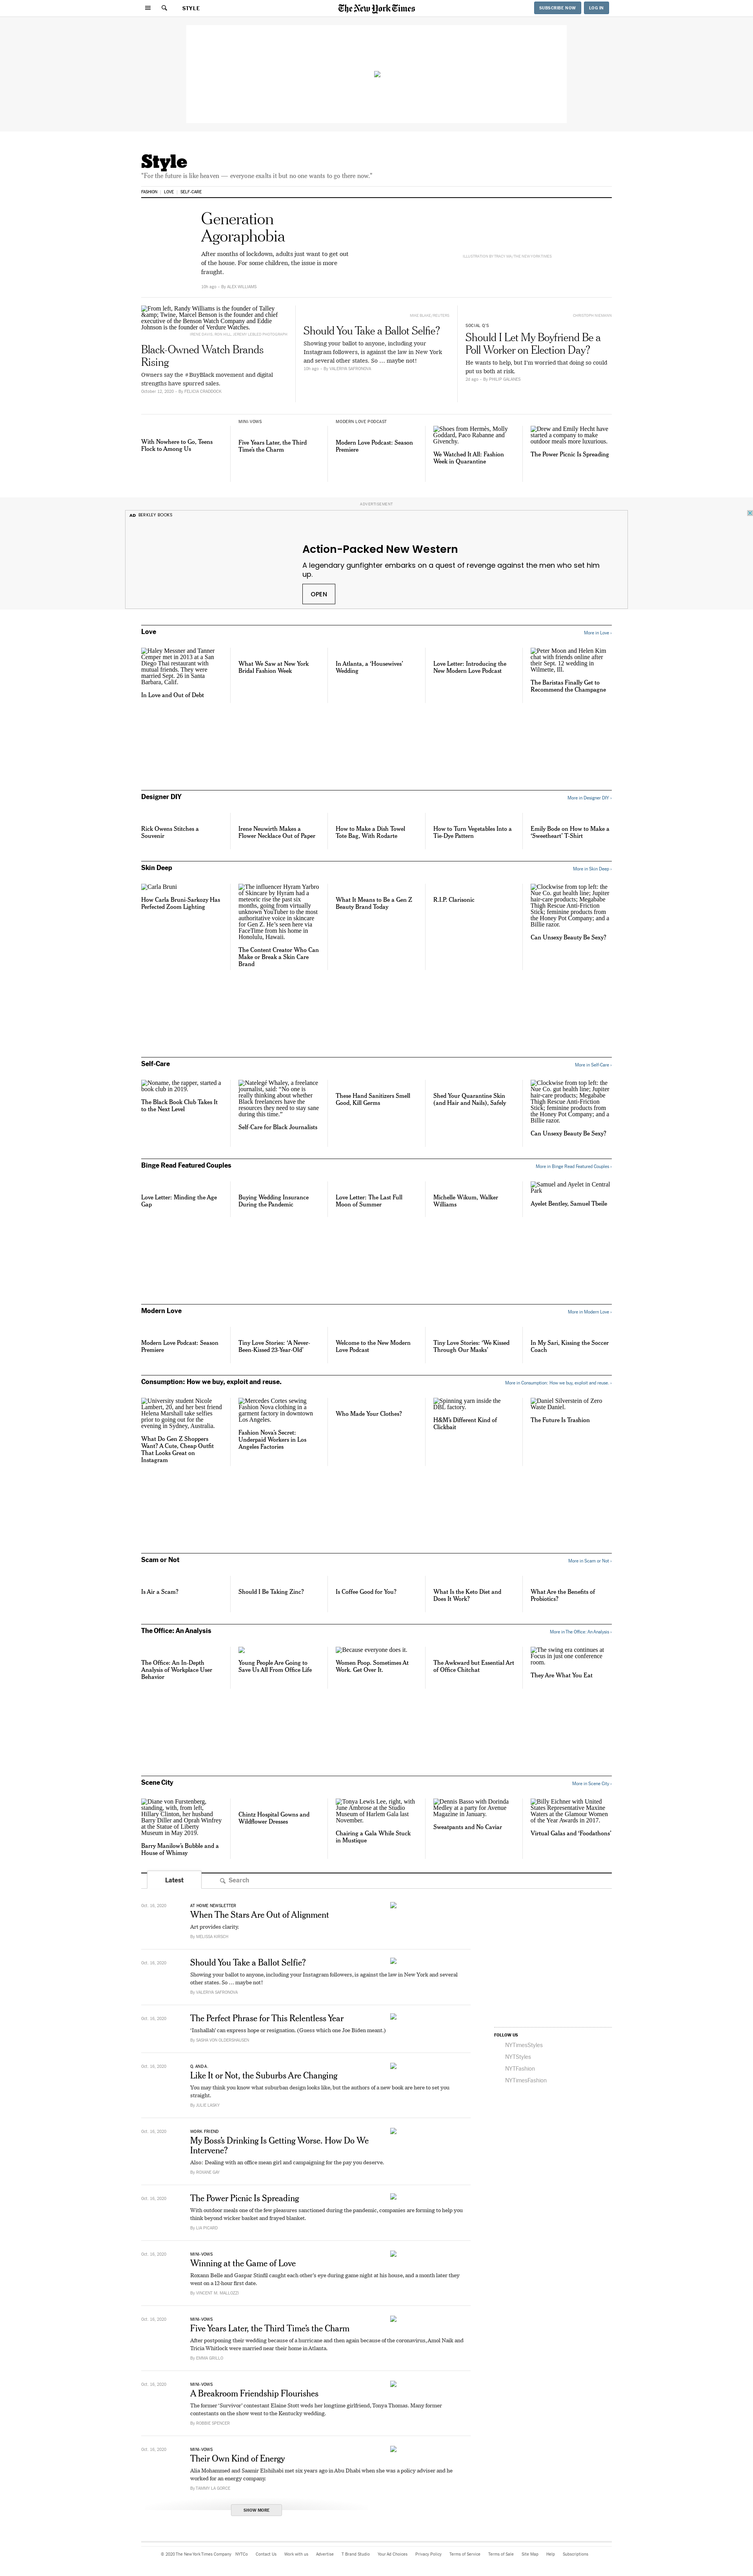 STYLE
The New York Times
SUBSCRIBE NOW
LOG IN
Style
"For the future is like heaven — everyone exalts it but no one wants to go there now."
FASHION
LOVE
SELF-CARE
Generation Agoraphobia
After months of lockdown, adults just want to get out
of the house. For some children, the issue is more
fraught.
By ALEX WILLIAMS
From left, Randy Williams is the founder of Talley
&amp; Twine, Marcel Benson is the founder and chief
executive of the Benson Watch Company and Eddie
Johnson is the founder of Verdure Watches.
Black-Owned Watch Brands
Rising
Owners say the #BuyBlack movement and digital
strengths have spurred sales.
October 12, 2020 – By FELICIA CRADDOCK
Should You Take a Ballot Selfie?
Showing your ballot to anyone, including your
Instagram followers, is against the law in New York
and several other states. So … maybe not!
By VALERIYA SAFRONOVA
SOCIAL Q'S
Should I Let My Boyfriend Be a
Poll Worker on Election Day?
He wants to help, but I'm worried that doing so could
put us both at risk.
By PHILIP GALANES
With Nowhere to Go, Teens
Flock to Among Us
MINI-VOWS
Five Years Later, the Third
Time's the Charm
MODERN LOVE PODCAST
Modern Love Podcast: Season
Premiere
Shoes from Hermès, Molly
Goddard, Paco Rabanne and
Givenchy.
We Watched It All: Fashion
Week in Quarantine
Drew and Emily Hecht have
started a company to make
outdoor meals more luxurious.
The Power Picnic Is Spreading
ADVERTISEMENT
AD BERKLEY BOOKS
Action-Packed New Western
A legendary gunfighter embarks on a quest of revenge against the men who set him
up.
OPEN
Love
More in Love ›
Haley Messner and Tanner
Cemper met in 2013 at a San
Diego Thai restaurant with
mutual friends. They were
married Sept. 26 in Santa
Barbara, Calif.
In Love and Out of Debt
What We Saw at New York
Bridal Fashion Week
In Atlanta, a 'Housewives'
Wedding
Love Letter: Introducing the
New Modern Love Podcast
Peter Moon and Helen Kim
chat with friends online after
their Sept. 12 wedding in
Wilmette, Ill.
The Baristas Finally Get to
Recommend the Champagne
Designer DIY
More in Designer DIY ›
Rick Owens Stitches a
Souvenir
Irene Neuwirth Makes a
Flower Necklace Out of Paper
How to Make a Dish Towel
Tote Bag, With Rodarte
How to Turn Vegetables Into a
Tie-Dye Pattern
Emily Bode on How to Make a
'Sweetheart' T-Shirt
Skin Deep
More in Skin Deep ›
Carla Bruni
How Carla Bruni-Sarkozy Has
Perfected Zoom Lighting
The influencer Hyram Yarbro
of Skincare by Hyram had a
meteoric rise the past six
months, going from virtually
unknown YouTuber to the most
authoritative voice in skincare
for Gen Z. He's seen here via
FaceTime from his home in
Honolulu, Hawaii.
The Content Creator Who Can
Make or Break a Skin Care
Brand
What It Means to Be a Gen Z
Beauty Brand Today
R.I.P. Clarisonic
Clockwise from top left: the
Nue Co. gut health line; Jupiter
hair-care products; Megababe
Thigh Rescue Anti-Friction
Stick; feminine products from
the Honey Pot Company; and a
Billie razor.
Can Unsexy Beauty Be Sexy?
Self-Care
More in Self-Care ›
Noname, the rapper, started a
book club in 2019.
The Black Book Club Takes It
to the Next Level
Natelegé Whaley, a freelance
journalist, said: "No one is
really thinking about whether
Black freelancers have the
resources they need to stay sane
during this time."
Self-Care for Black Journalists
These Hand Sanitizers Smell
Good, Kill Germs
Shed Your Quarantine Skin
(and Hair and Nails), Safely
Clockwise from top left: the
Nue Co. gut health line; Jupiter
hair-care products; Megababe
Thigh Rescue Anti-Friction
Stick; feminine products from
the Honey Pot Company; and a
Billie razor.
Can Unsexy Beauty Be Sexy?
Binge Read Featured Couples
More in Binge Read Featured Couples ›
Love Letter: Minding the Age
Gap
Buying Wedding Insurance
During the Pandemic
Love Letter: The Last Full
Moon of Summer
Michelle Wikum, Walker
Williams
Samuel and Ayelet in Central
Park
Ayelet Bentley, Samuel Tbeile
Modern Love
More in Modern Love ›
Modern Love Podcast: Season
Premiere
Tiny Love Stories: 'A Never-
Been-Kissed 23-Year-Old'
Welcome to the New Modern
Love Podcast
Tiny Love Stories: 'We Kissed
Through Our Masks'
In My Sari, Kissing the Soccer
Coach
Consumption: How we buy, exploit and reuse.
More in Consumption: How we buy, exploit and reuse. ›
University student Nicole
Lambert, 20, and her best friend
Helena Marshall take selfies
prior to going out for the
evening in Sydney, Australia.
What Do Gen Z Shoppers
Want? A Cute, Cheap Outfit
That Looks Great on
Instagram
Mercedes Cortes sewing
Fashion Nova clothing in a
garment factory in downtown
Los Angeles.
Fashion Nova's Secret:
Underpaid Workers in Los
Angeles Factories
Who Made Your Clothes?
Spinning yarn inside the
DBL factory.
H&M's Different Kind of
Clickbait
Daniel Silverstein of Zero
Waste Daniel.
The Future Is Trashion
Scam or Not
More in Scam or Not ›
Is Air a Scam?
Should I Be Taking Zinc?
Is Coffee Good for You?
What Is the Keto Diet and
Does It Work?
What Are the Benefits of
Probiotics?
The Office: An Analysis
More in The Office: An Analysis ›
The Office: An In-Depth
Analysis of Workplace User
Behavior
Young People Are Going to
Save Us All From Office Life
Because everyone does it.
Women Poop. Sometimes At
Work. Get Over It.
The Awkward but Essential Art
of Office Chitchat
The swing era continues at
Focus in just one conference
room.
They Are What You Eat
Scene City
More in Scene City ›
Diane von Furstenberg,
standing, with, from left,
Hillary Clinton, her husband
Barry Diller and Oprah Winfrey
at the Statue of Liberty
Museum in May 2019.
Barry Manilow's Bubble and a
House of Whimsy
Chintz Hospital Gowns and
Wildflower Dresses
Tonya Lewis Lee, right, with
June Ambrose at the Studio
Museum of Harlem Gala last
November.
Chairing a Gala While Stuck
in Mustique
Dennis Basso with Dorinda
Medley at a party for Avenue
Magazine in January.
Sweatpants and No Caviar
Billy Eichner with United
States Representative Maxine
Waters at the Glamour Women
of the Year Awards in 2017.
Virtual Galas and 'Foodathons'
Latest
Search
Oct. 16, 2020
AT HOME NEWSLETTER
When The Stars Are Out of Alignment
Art provides clarity.
By MELISSA KIRSCH
Should You Take a Ballot Selfie?
Showing your ballot to anyone, including your Instagram followers, is against the law in New York and several
other states. So … maybe not!
By VALERIYA SAFRONOVA
The Perfect Phrase for This Relentless Year
'Inshallah' can express hope or resignation. (Guess which one Joe Biden meant.)
Q. AND A.
Like It or Not, the Suburbs Are Changing
You may think you know what suburban design looks like, but the authors of a new book are here to set you
straight.
By JULIE LASKY
WORK FRIEND
My Boss's Drinking Is Getting Worse. How Do We
Intervene?
Also: Dealing with an office mean girl and campaigning for the pay you deserve.
By ROXANE GAY
The Power Picnic Is Spreading
With outdoor meals one of the few pleasures sanctioned during the pandemic, companies are forming to help you
think beyond wicker basket and frayed blanket.
By LIA PICARD
MINI-VOWS
Winning at the Game of Love
Roxann Belle and Gaspar Stinfil caught each other's eye during game night at his house, and a month later they
went on a 12-hour first date.
By VINCENT M. MALLOZZI
MINI-VOWS
Five Years Later, the Third Time's the Charm
After postponing their wedding because of a hurricane and then again because of the coronavirus, Amol Naik and
Tricia Whitlock were married near their home in Atlanta.
By EMMA GRILLO
MINI-VOWS
A Breakroom Friendship Flourishes
The former 'Survivor' contestant Elaine Stott weds her longtime girlfriend, Tonya Thomas. Many former
contestants on the show went to the Kentucky wedding.
By ROBBIE SPENCER
MINI-VOWS
Their Own Kind of Energy
Alia Mohammed and Saamir Elshihabi met six years ago in Abu Dhabi when she was a policy adviser and he
worked for an energy company.
By TAMMY LA GORCE
SHOW MORE
FOLLOW US
NYTimesStyles
NYTStyles
NYTFashion
NYTimesFashion
© 2020 The New York Times Company
NYTCo
Contact Us
Work with us
Advertise
T Brand Studio
Your Ad Choices
Privacy Policy
Terms of Service
Terms of Sale
Site Map
Help
Subscriptions